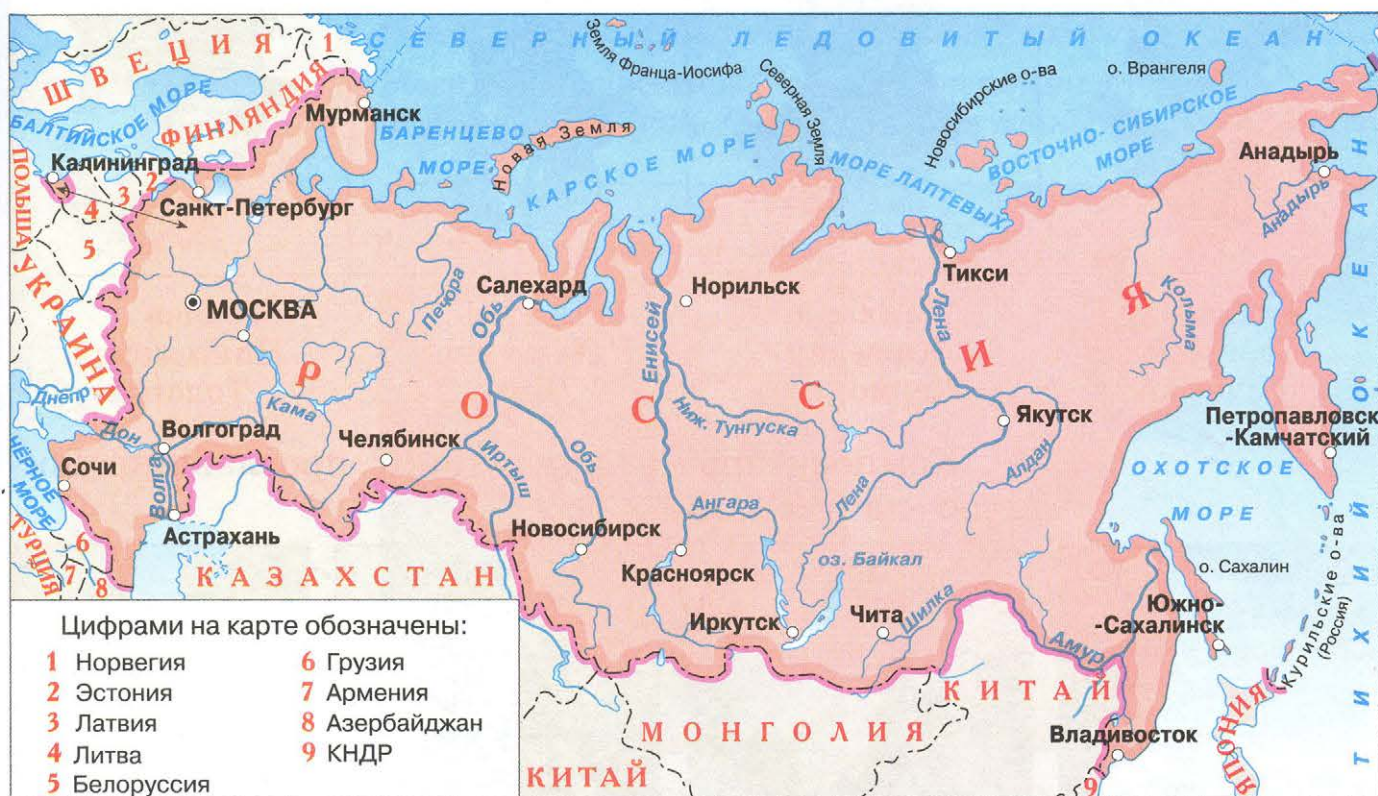 СЕВЕРНЫЙ ЛЕДОВИТЫЙ ОКЕАН
ШВЕЦИЯ
1
ФИНЛЯНДИЯ
БАЛТИЙСКОЕ МОРЕ
Мурманск
БАРЕНЦЕВО
МОРЕ
Земля Франца-Иосифа
Новая Земля
КАРСКОЕ МОРЕ
Северная Земля
МОРЕ ЛАПТЕВЫХ
Новосибирские о-ва
о. Врангеля
ВОСТОЧНО-СИБИРСКОЕ
МОРЕ
Анадырь
Анадырь
ТИХИЙ ОКЕАН
Калининград
ПОЛЬША
4
3
2
5
Санкт-Петербург
УКРАИНА
МОСКВА
Печора
Салехард
Обь
Норильск
Енисей
Тикси
Лена
Колыма
РОССИЯ
Днепр
Дон
Волгоград
Кама
Челябинск
Иртыш
Обь
Ниж. Тунгуска
Якутск
Алдан
Лена
Петропавловск
-Камчатский
ОХОТСКОЕ
МОРЕ
ЧЁРНОЕ
МОРЕ
Сочи
Волга
Астрахань
ТУРЦИЯ
6
7
8
КАЗАХСТАН
Новосибирск
Ангара
Красноярск
оз. Байкал
Иркутск
Чита
Шилка
Амур
о. Сахалин
Южно-
-Сахалинск
Курильские о-ва
(Россия)
ЯПОНИЯ
КИТАЙ
МОНГОЛИЯ
Владивосток
КИТАЙ
9
Цифрами на карте обозначены:
1 Норвегия
2 Эстония
3 Латвия
4 Литва
5 Белоруссия
6 Грузия
7 Армения
8 Азербайджан
9 КНДР